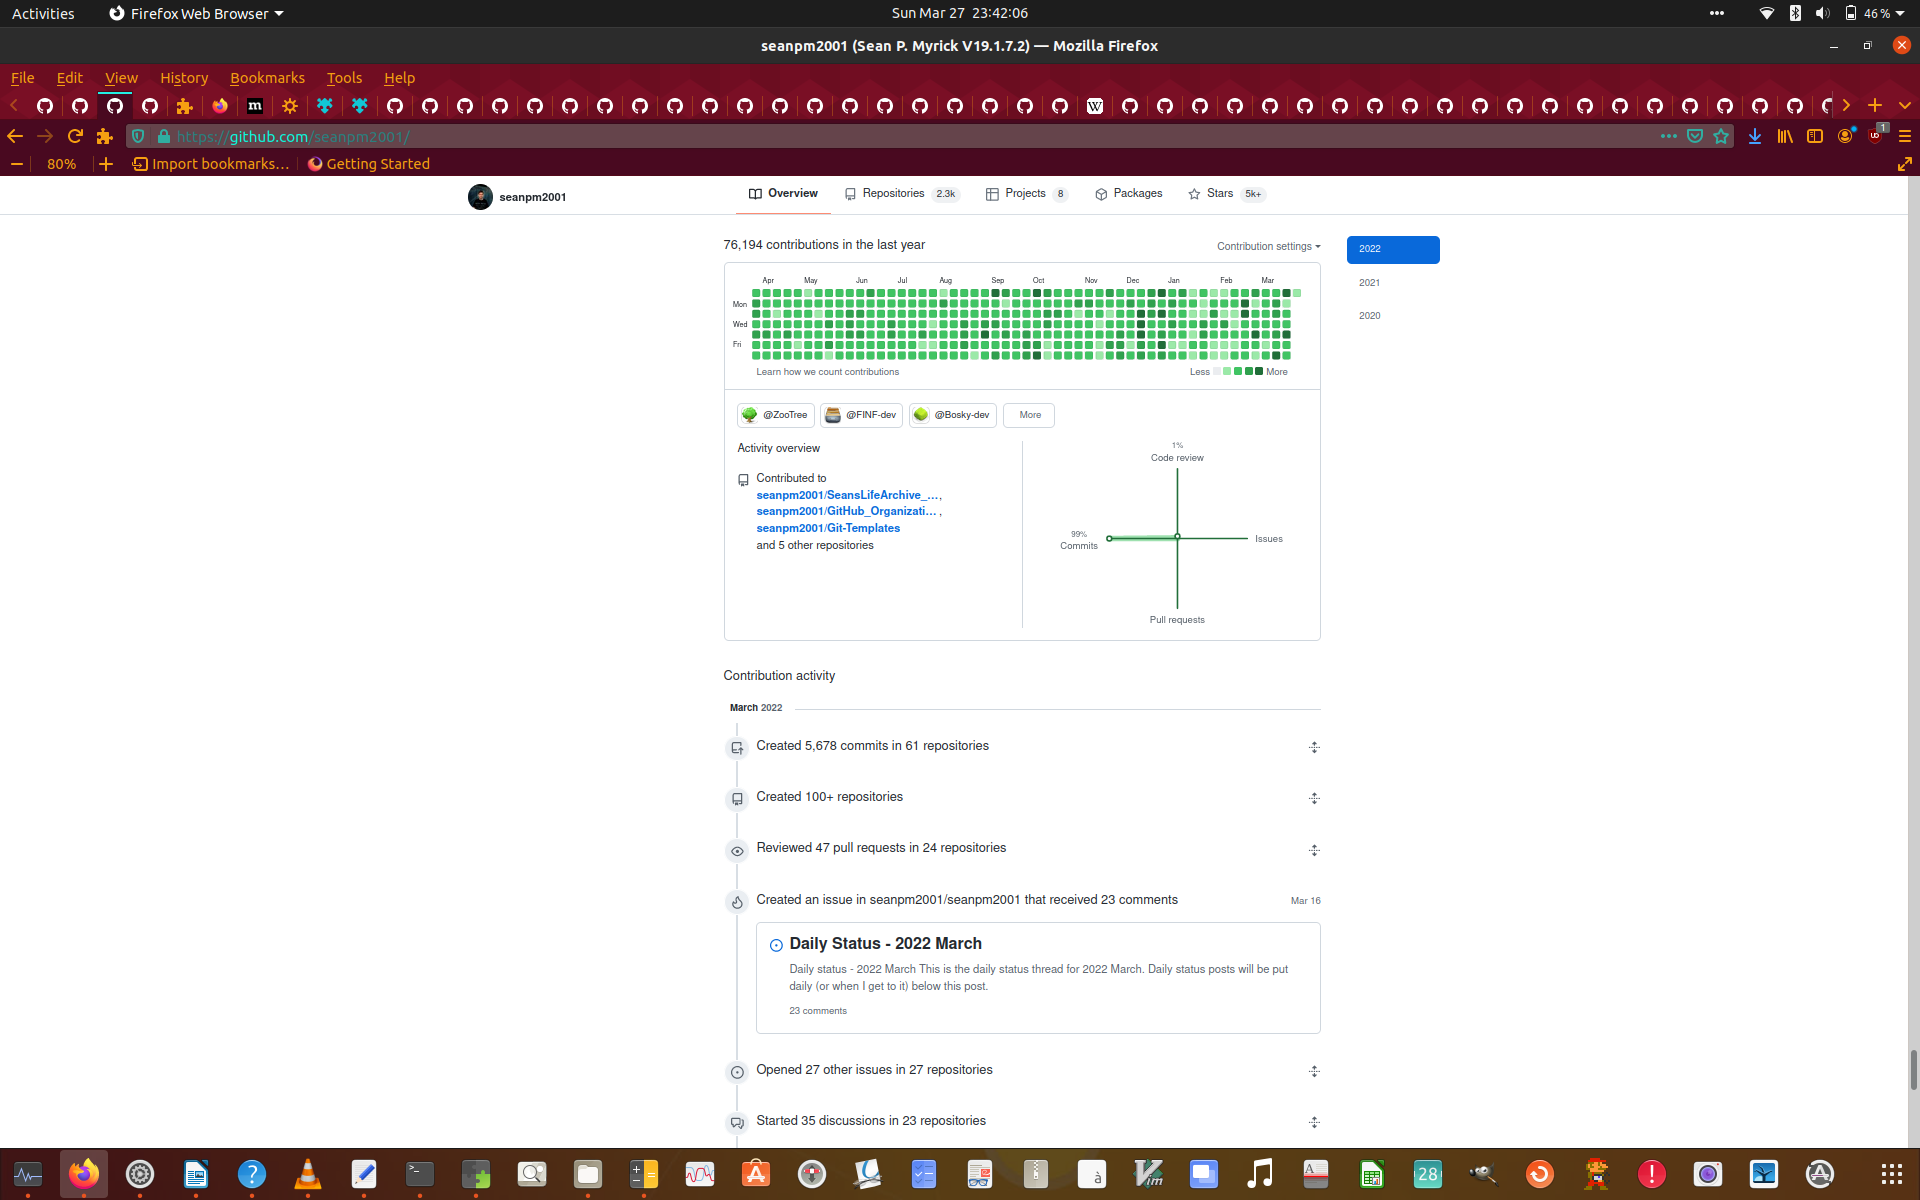 Activities
Firefox Web Browser
Sun Mar 27 23:42:06
46 %
seanpm2001 (Sean P. Myrick V19.1.7.2) — Mozilla Firefox
File Edit View History Bookmarks Tools Help
https://github.com/seanpm2001/
1
80%
Import bookmarks...
Getting Started
seanpm2001
Overview
Repositories 2.3k
Projects 8
Packages
Stars 5k+
76,194 contributions in the last year
Contribution settings
2022
2021
2020
Apr May Jun Jul Aug Sep Oct Nov Dec Jan Feb Mar
Mon
Wed
Fri
Learn how we count contributions
Less More
@ZooTree
@FINF-dev
@Bosky-dev
More
Activity overview
Contributed to
seanpm2001/SeansLifeArchive_...,
seanpm2001/GitHub_Organizati... ,
seanpm2001/Git-Templates
and 5 other repositories
1%
Code review
99%
Commits
Issues
Pull requests
Contribution activity
March 2022
Created 5,678 commits in 61 repositories
Created 100+ repositories
Reviewed 47 pull requests in 24 repositories
Created an issue in seanpm2001/seanpm2001 that received 23 comments
Mar 16
Daily Status - 2022 March
Daily status - 2022 March This is the daily status thread for 2022 March. Daily status posts will be put
daily (or when I get to it) below this post.
23 comments
Opened 27 other issues in 27 repositories
Started 35 discussions in 23 repositories
28